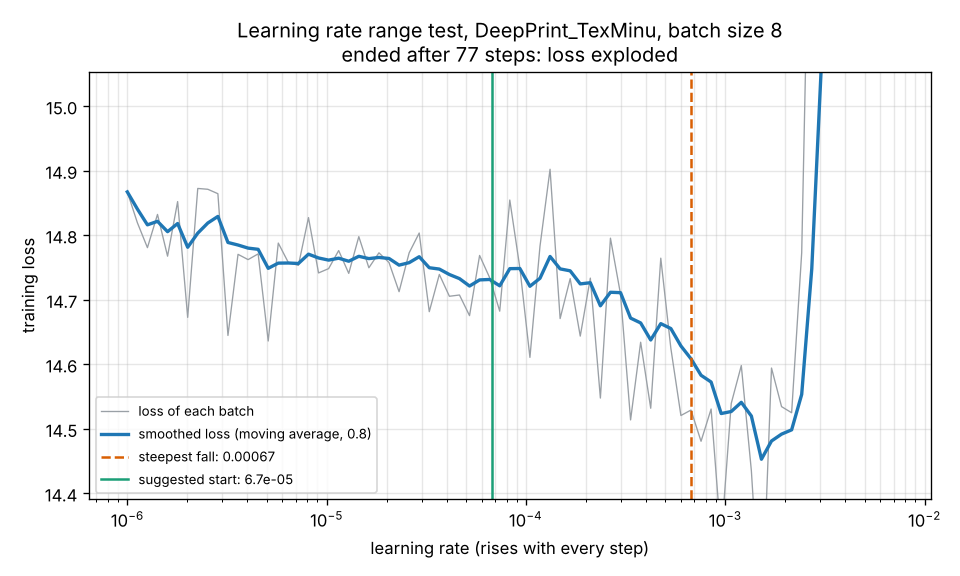 Learning rate range test, DeepPrint_TexMinu, batch size 8
ended after 77 steps: loss exploded
training loss
15.0
14.9
14.8
14.7
14.6
14.5
14.4
loss of each batch
smoothed loss (moving average, 0.8)
steepest fall: 0.00067
suggested start: 6.7e-05
10⁻⁶
10⁻⁵
10⁻⁴
10⁻³
10⁻²
learning rate (rises with every step)